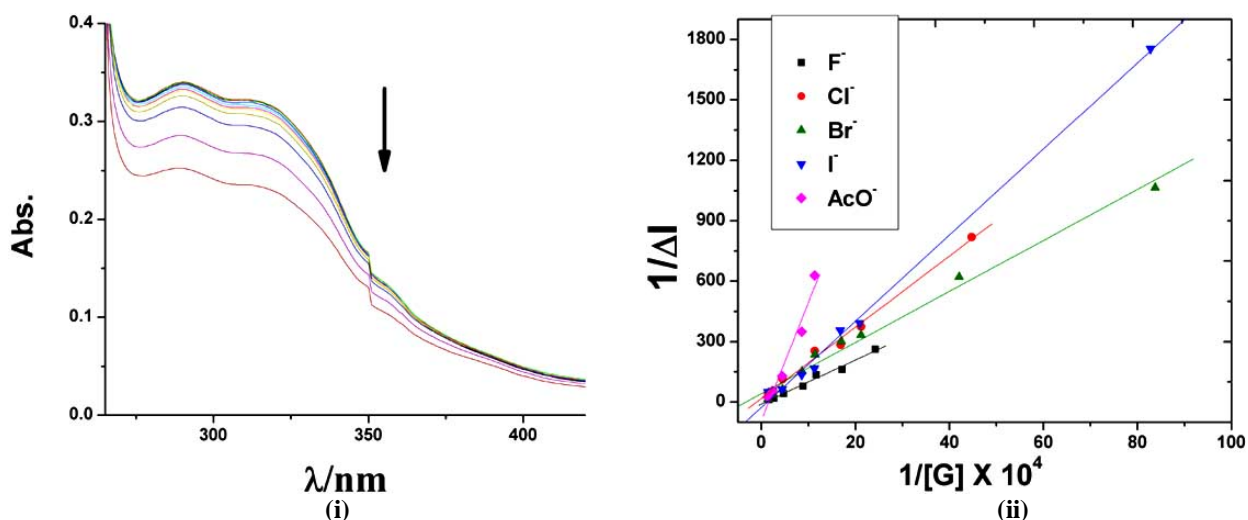 0.4
0.3
0.2
0.1
0.0
Abs.
300
350
400
λ/nm
(i)
1800
1500
1200
900
600
300
0
1/ΔI
F⁻
Cl⁻
Br⁻
I⁻
AcO⁻
0 20 40 60 80 100
1/[G] X 10⁴
(ii)